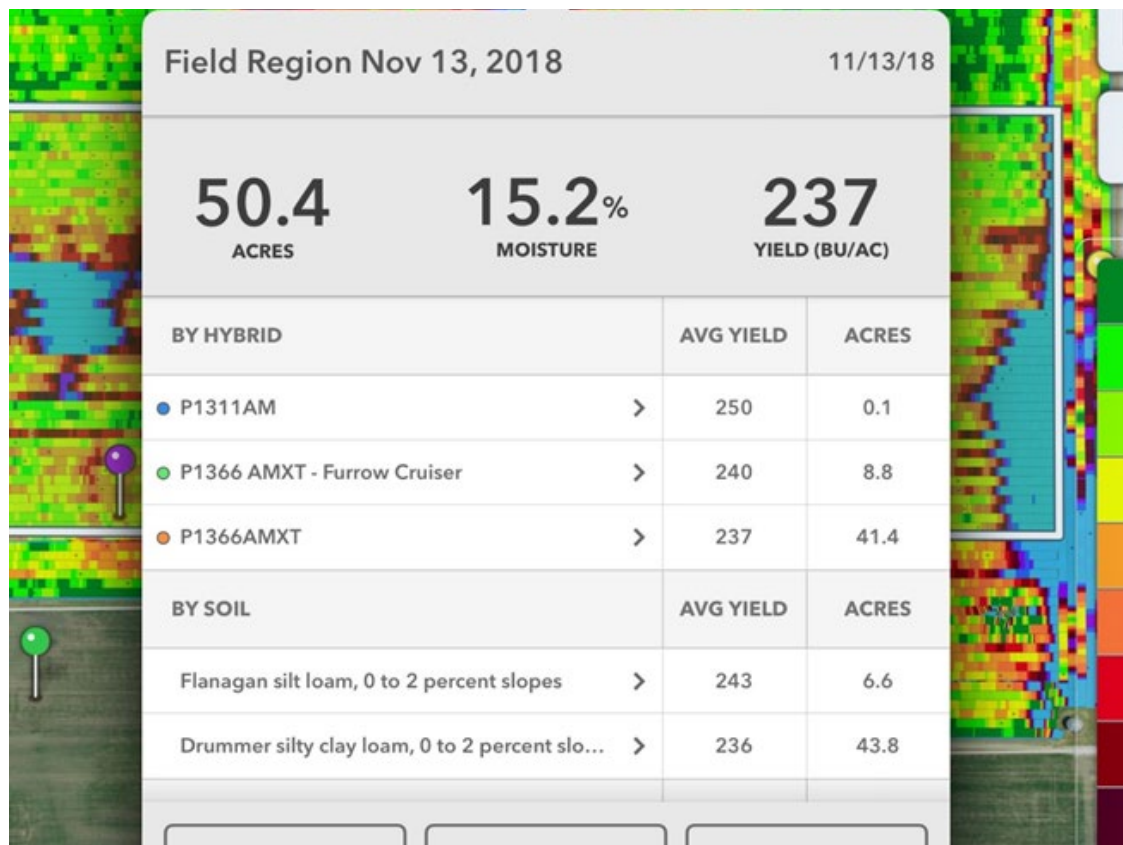 Field Region Nov 13, 2018 11/13/18
50.4 15.2% 237
ACRES MOISTURE YIELD (BU/AC)
BY HYBRID AVG YIELD ACRES
P1311AM 250 0.1
P1366 AMXT - Furrow Cruiser 240 8.8
P1366AMXT 237 41.4
BY SOIL AVG YIELD ACRES
Flanagan silt loam, 0 to 2 percent slopes 243 6.6
Drummer silty clay loam, 0 to 2 percent slo... 236 43.8